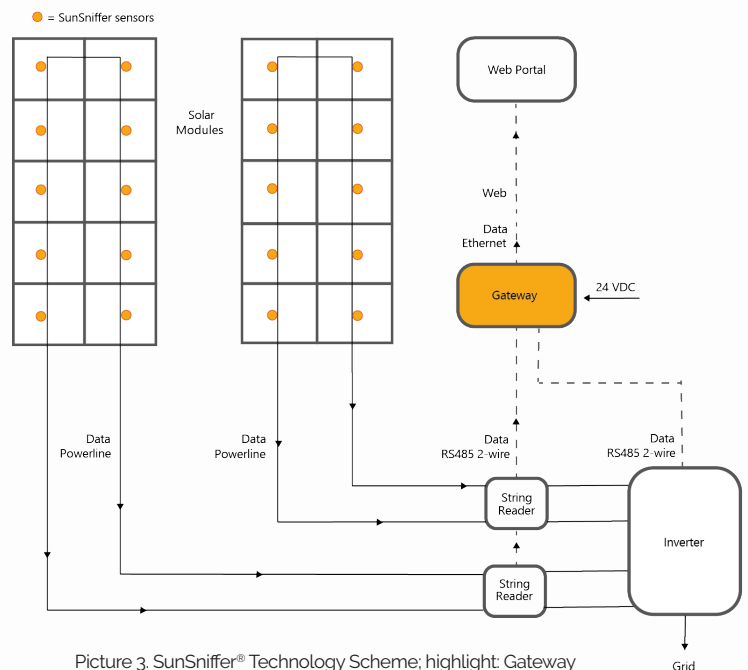 = SunSniffer sensors
Solar
Modules
Web Portal
Web
Data
Ethernet
Gateway
24 VDC
Data
Powerline
Data
Powerline
Data
RS485 2-wire
Data
RS485 2-wire
String
Reader
Inverter
String
Reader
Grid
Picture 3. SunSniffer® Technology Scheme; highlight: Gateway